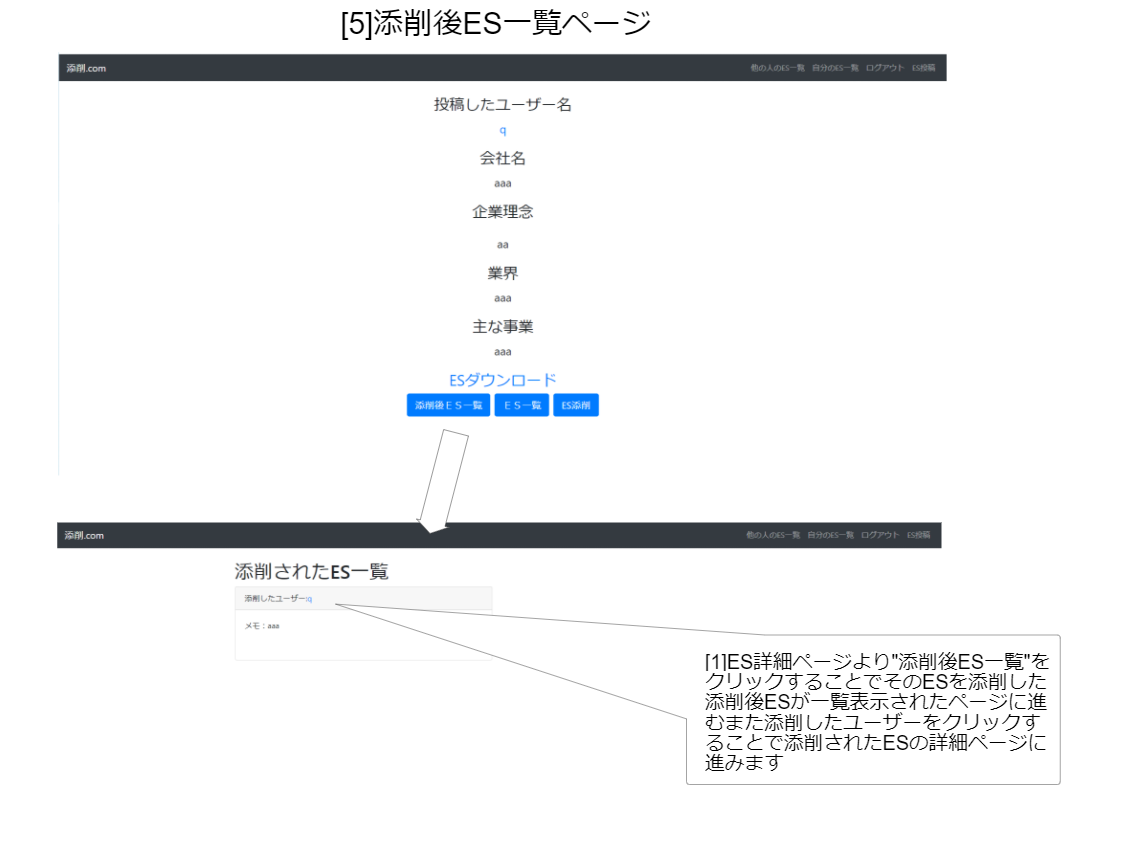 [5]添削後ES一覧ページ
添削.com
他の人のES一覧 自分のES一覧 ログアウト ES投稿
投稿したユーザー名
q
会社名
aaa
企業理念
aa
業界
aaa
主な事業
aaa
ESダウンロード
添削後ＥＳ一覧 ＥＳ一覧 ES添削
添削.com
他の人のES一覧 自分のES一覧 ログアウト ES投稿
添削されたES一覧
添削したユーザー:q
メモ：aaa
[1]ES詳細ページより"添削後ES一覧"を
クリックすることでそのESを添削した
添削後ESが一覧表示されたページに進
むまた添削したユーザーをクリックす
ることで添削されたESの詳細ページに
進みます